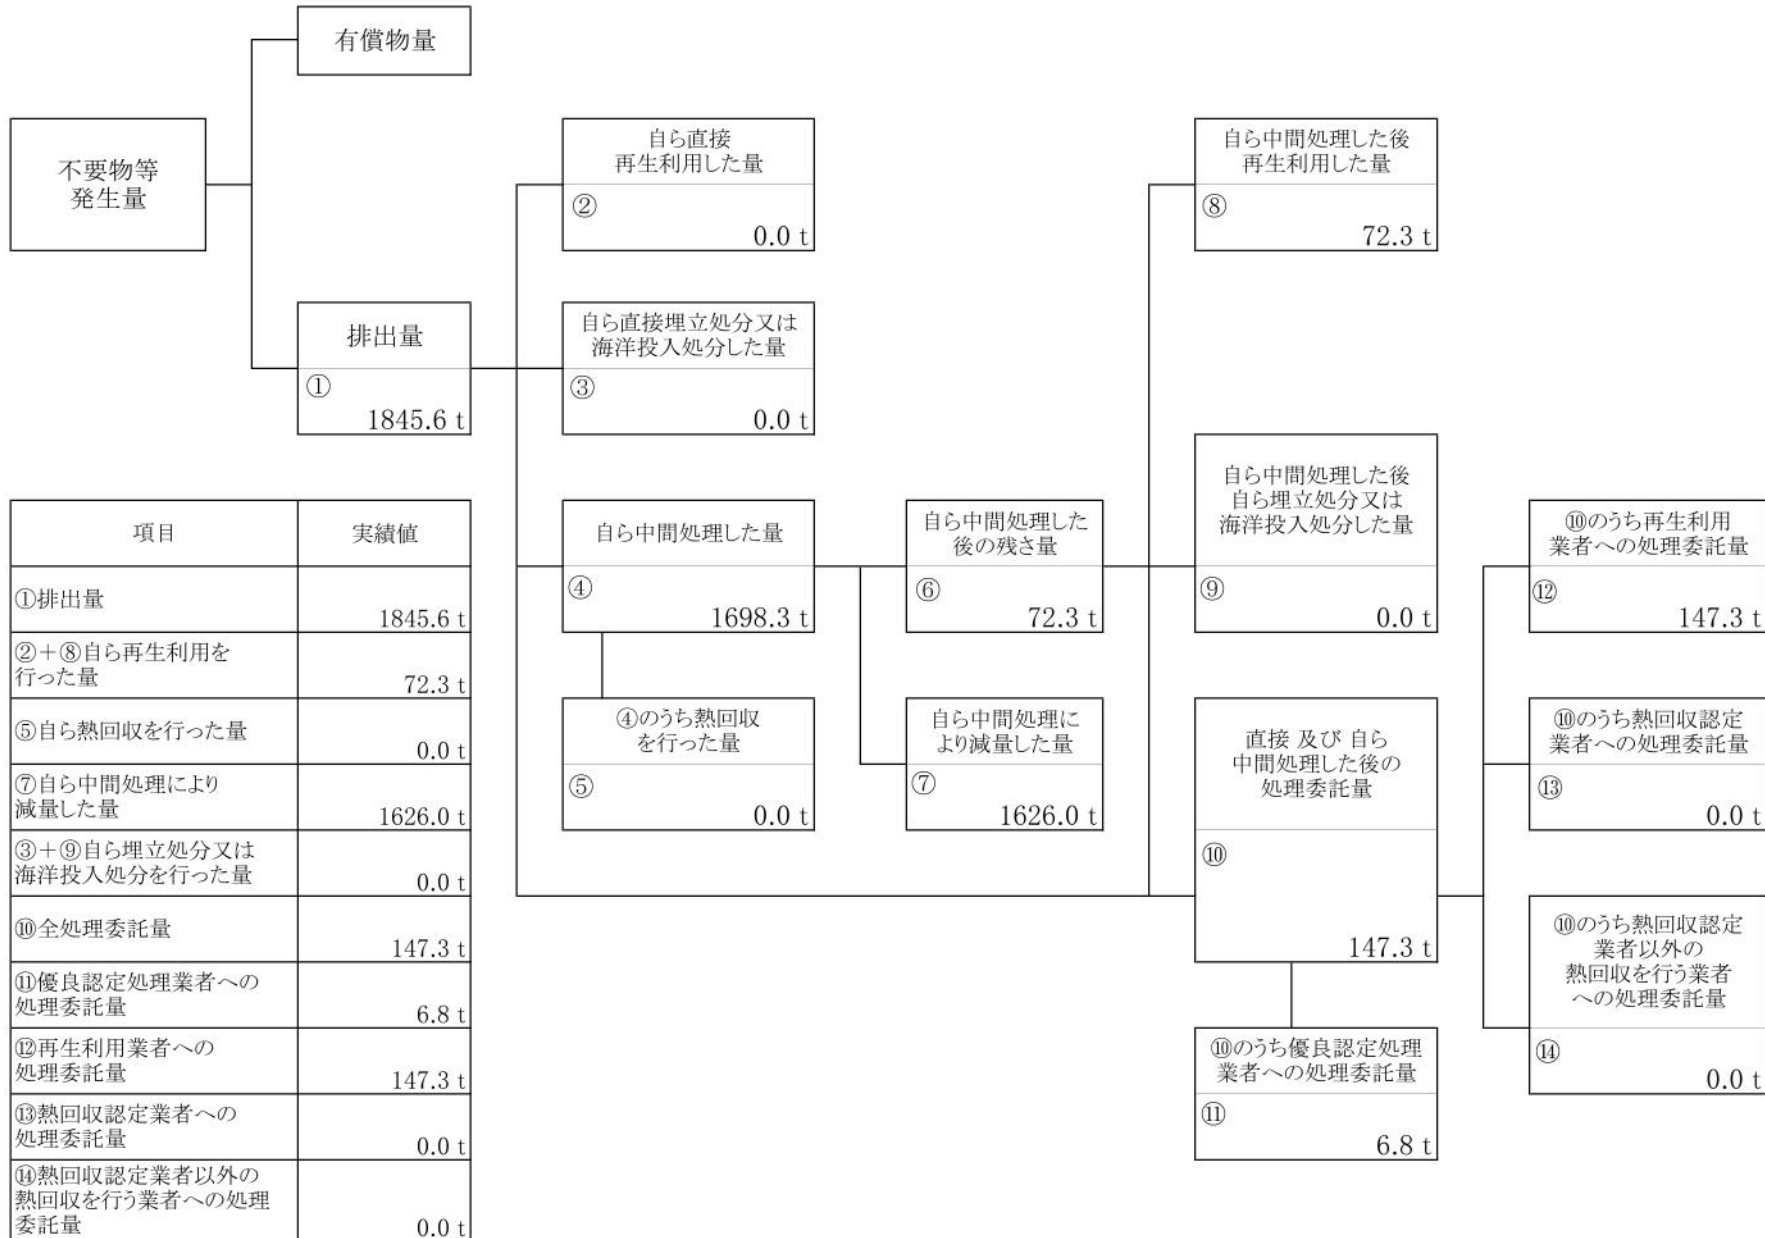 有償物量
不要物等
発生量
排出量
①
1845.6 t
自ら直接
再生利用した量
②
0.0 t
自ら直接埋立処分又は
海洋投入処分した量
③
0.0 t
自ら中間処理した量
④
1698.3 t
④のうち熱回収
を行った量
⑤
0.0 t
自ら中間処理した
後の残さ量
⑥
72.3 t
自ら中間処理に
より減量した量
⑦
1626.0 t
自ら中間処理した後
再生利用した量
⑧
72.3 t
自ら中間処理した後
自ら埋立処分又は
海洋投入処分した量
⑨
0.0 t
直接 及び 自ら
中間処理した後の
処理委託量
⑩
147.3 t
⑩のうち優良認定処理
業者への処理委託量
⑪
6.8 t
⑩のうち再生利用
業者への処理委託量
⑫
147.3 t
⑩のうち熱回収認定
業者への処理委託量
⑬
0.0 t
⑩のうち熱回収認定
業者以外の
熱回収を行う業者
への処理委託量
⑭
0.0 t
項目 実績値
①排出量 1845.6 t
②＋⑧自ら再生利用を
行った量 72.3 t
⑤自ら熱回収を行った量 0.0 t
⑦自ら中間処理により
減量した量 1626.0 t
③＋⑨自ら埋立処分又は
海洋投入処分を行った量 0.0 t
⑩全処理委託量 147.3 t
⑪優良認定処理業者への
処理委託量 6.8 t
⑫再生利用業者への
処理委託量 147.3 t
⑬熱回収認定業者への
処理委託量 0.0 t
⑭熱回収認定業者以外の
熱回収を行う業者への処理
委託量 0.0 t